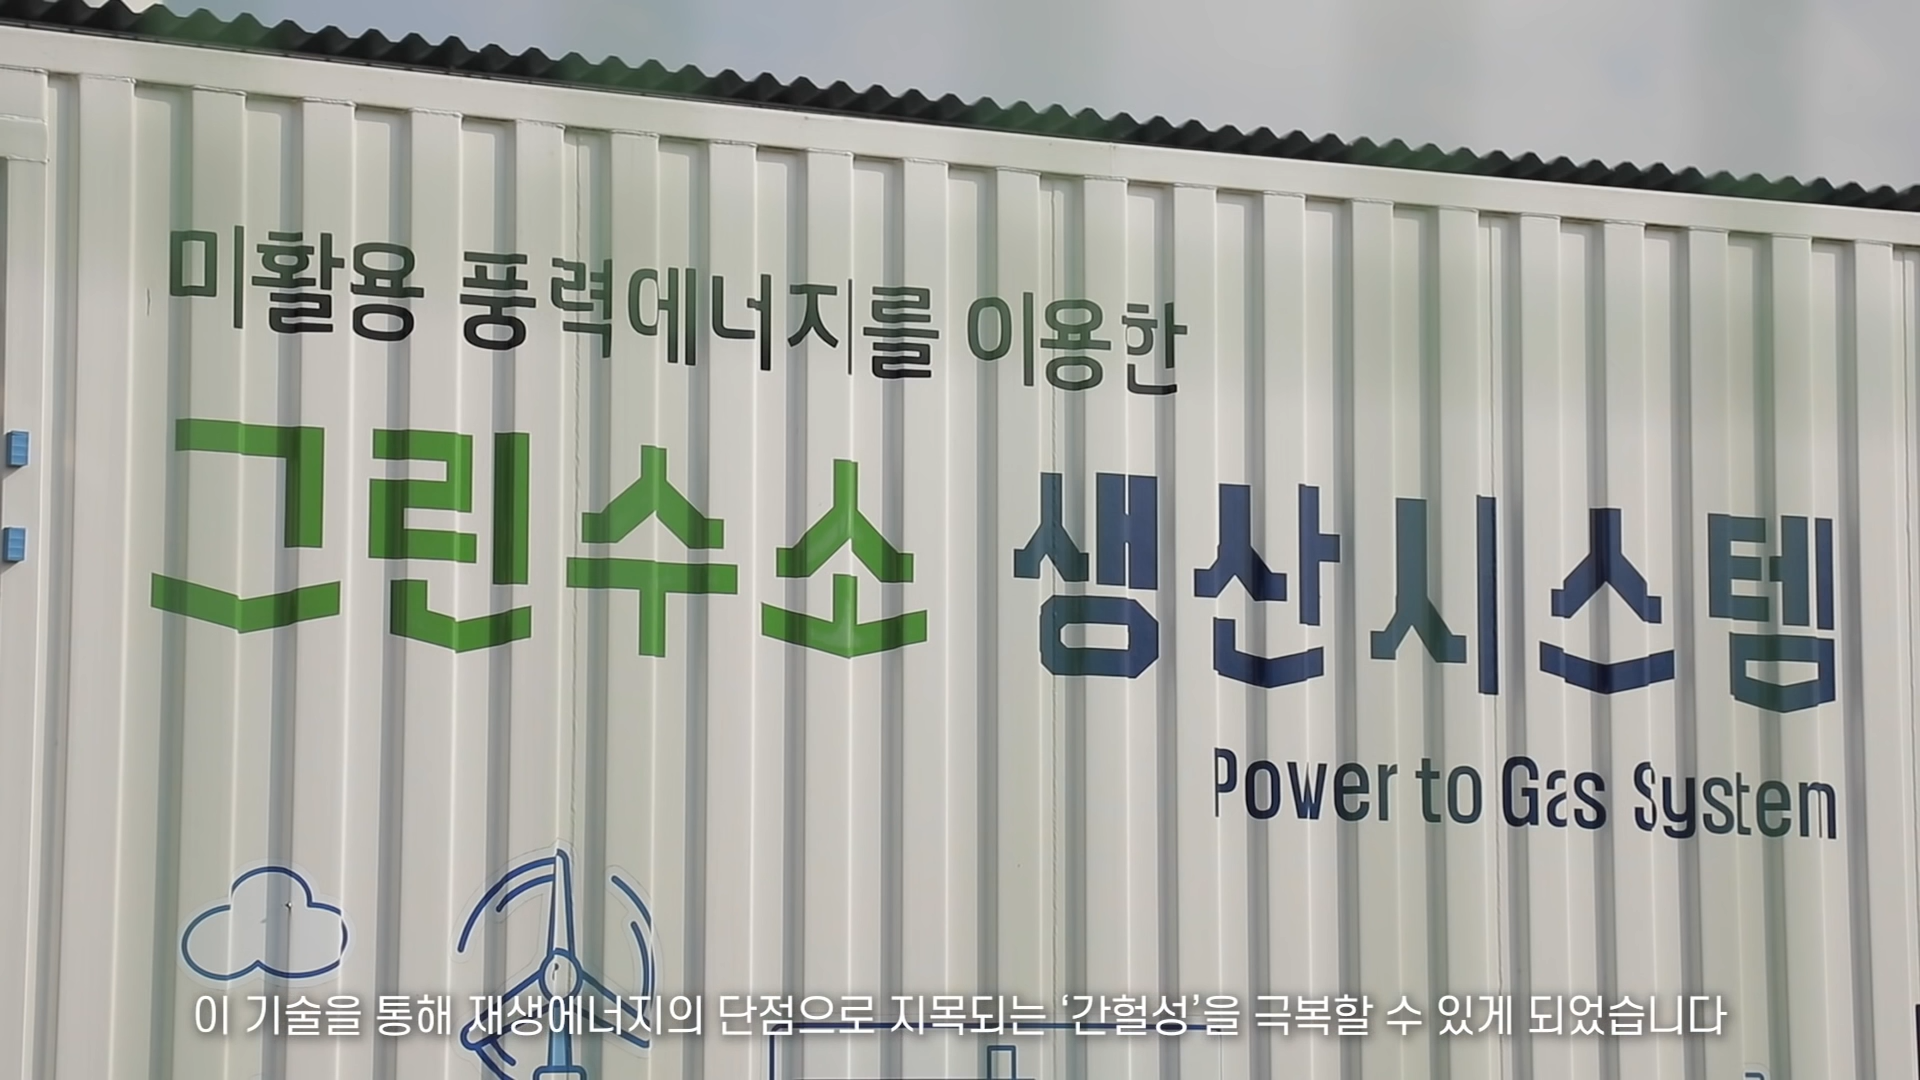 미활용 풍력에너지를 이용한
그린수소 생산시스템
Power to Gas System
이 기술을 통해 재생에너지의 단점으로 지목되는 ‘간헐성’을 극복할 수 있게 되었습니다